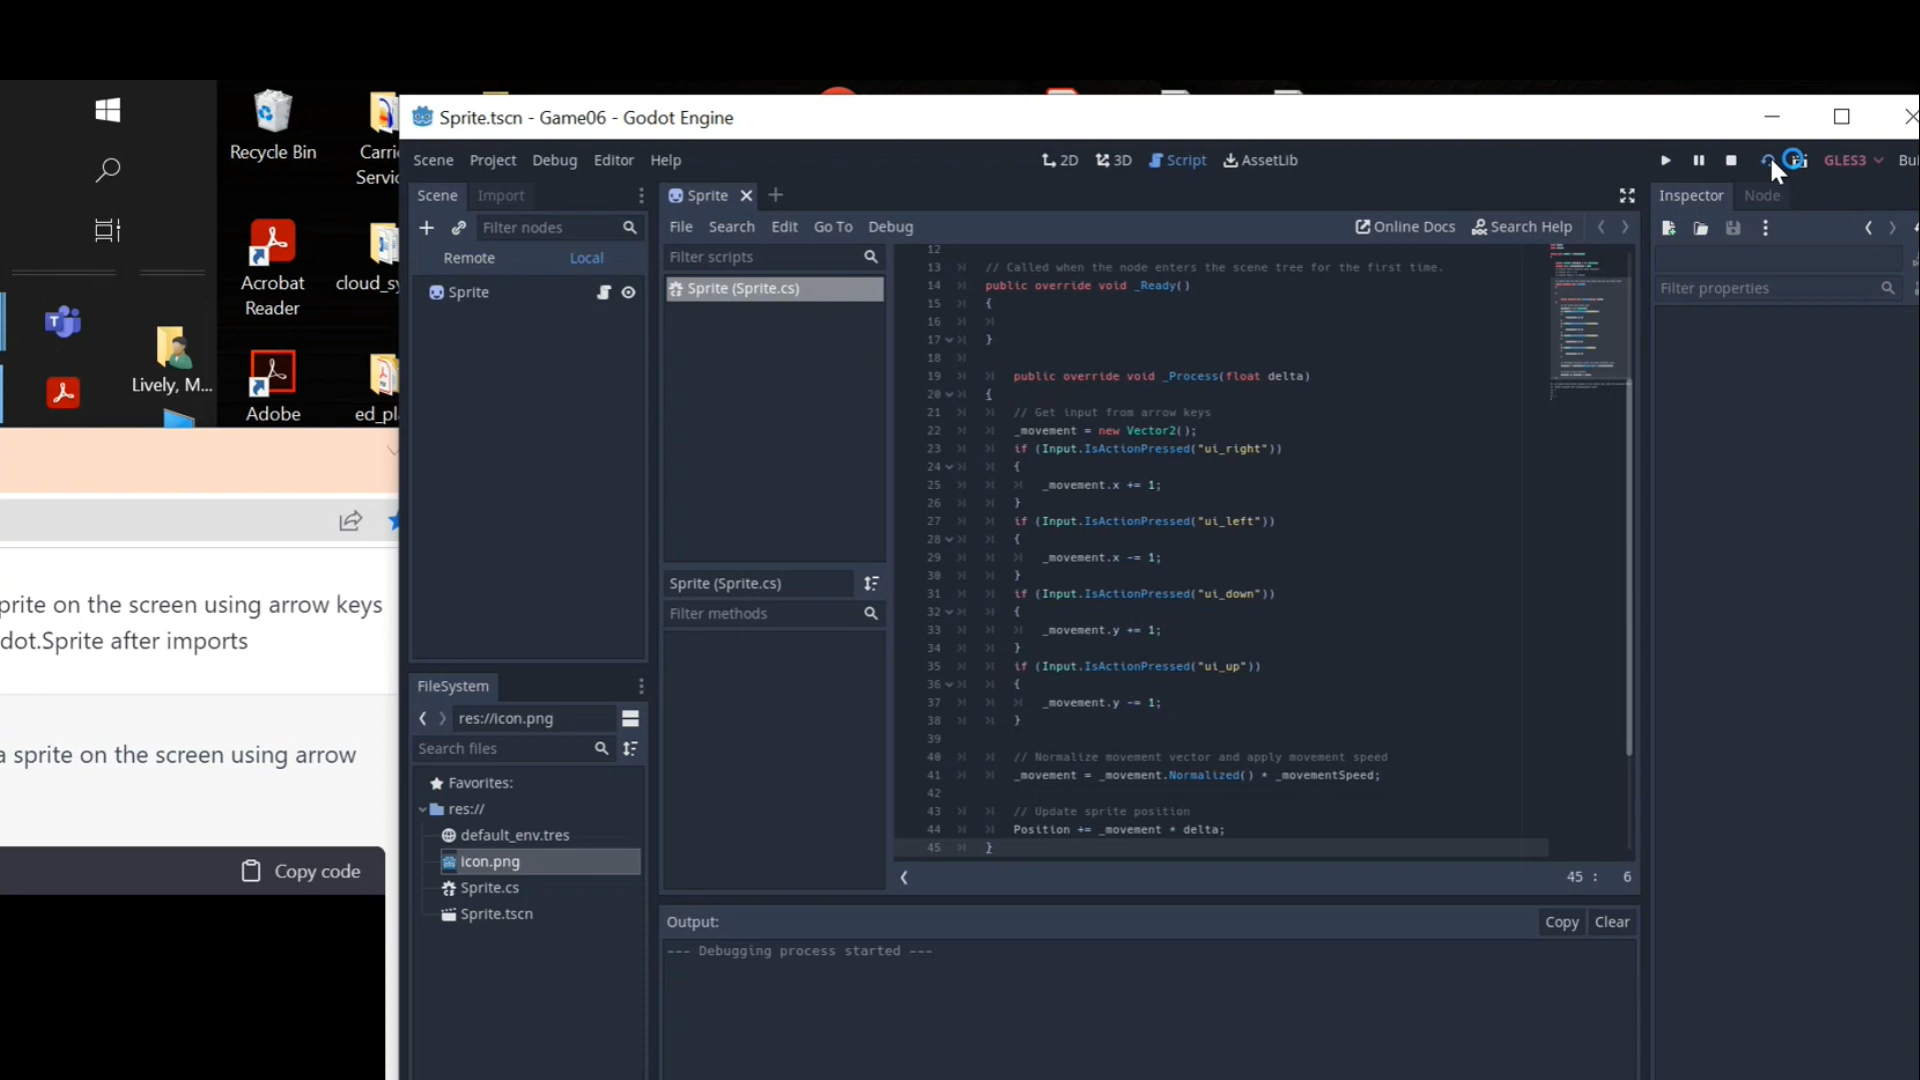 Sprite.tscn - Game06 - Godot Engine
Recycle Bin
Carri
Servic
Scene Project Debug Editor Help
2D 3D Script AssetLib
GLES3 Bui
Scene Import
Sprite
Inspector Node
Filter nodes
File Search Edit Go To Debug
Online Docs Search Help
Remote Local
Filter scripts
Sprite
Sprite (Sprite.cs)
Filter properties
Acrobat
Reader
cloud_sy
Lively, M...
Adobe
ed_pla
12
13 // Called when the node enters the scene tree for the first time.
14 public override void _Ready()
15 {
16
17 }
18
19 public override void _Process(float delta)
20 {
21 // Get input from arrow keys
22 _movement = new Vector2();
23 if (Input.IsActionPressed("ui_right"))
24 {
25 _movement.x += 1;
26 }
27 if (Input.IsActionPressed("ui_left"))
28 {
29 _movement.x -= 1;
30 }
31 if (Input.IsActionPressed("ui_down"))
32 {
33 _movement.y += 1;
34 }
35 if (Input.IsActionPressed("ui_up"))
36 {
37 _movement.y -= 1;
38 }
39
40 // Normalize movement vector and apply movement speed
41 _movement = _movement.Normalized() * _movementSpeed;
42
43 // Update sprite position
44 Position += _movement * delta;
45 }
Sprite (Sprite.cs)
Filter methods
45 : 6
prite on the screen using arrow keys
dot.Sprite after imports
a sprite on the screen using arrow
Copy code
FileSystem
res://icon.png
Search files
Favorites:
res://
default_env.tres
icon.png
Sprite.cs
Sprite.tscn
Output:
Copy Clear
--- Debugging process started ---